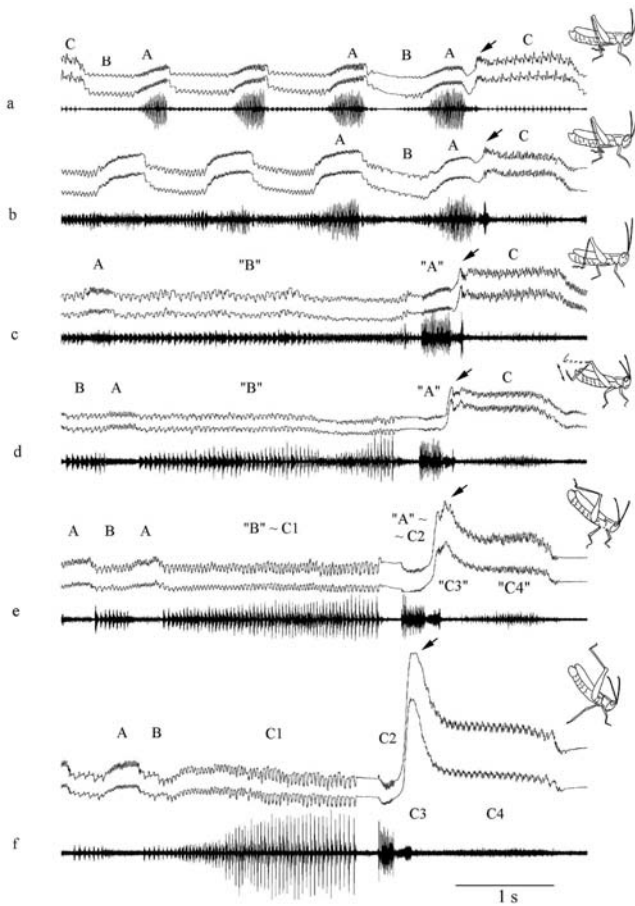 C B A A B A C
a
A B A C
b
A "B" "A" C
c
B A "B" "A" C
d
A B A "B" ~ C1 "A" ~
~ C2
"C3" "C4"
e
A B C1 C2
C3 C4
f
1 s